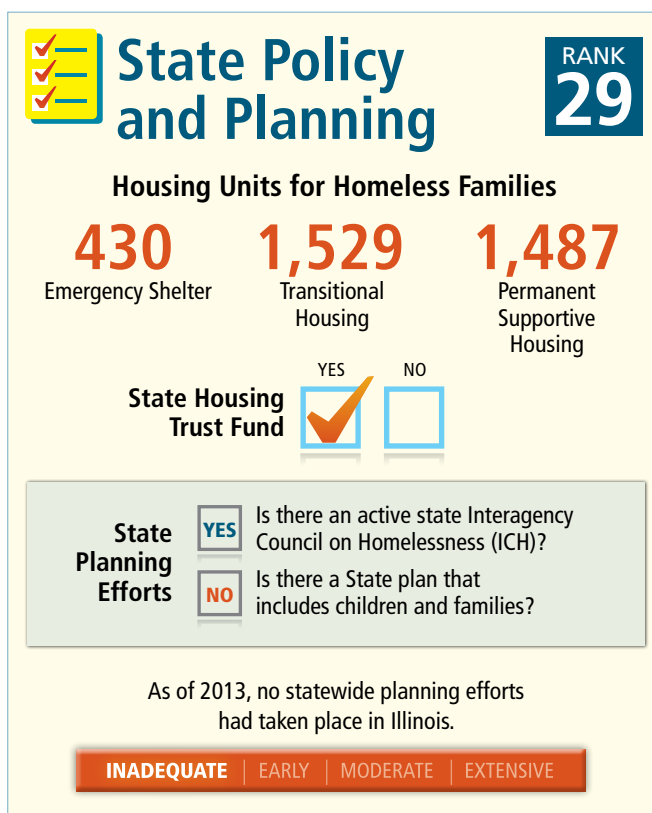 State Policy
and Planning
RANK
29
Housing Units for Homeless Families
430
Emergency Shelter
1,529
Transitional
Housing
1,487
Permanent
Supportive
Housing
State Housing
Trust Fund
YES
NO
State
Planning
Efforts
YES
Is there an active state Interagency
Council on Homelessness (ICH)?
NO
Is there a State plan that
includes children and families?
As of 2013, no statewide planning efforts
had taken place in Illinois.
INADEQUATE | EARLY | MODERATE | EXTENSIVE